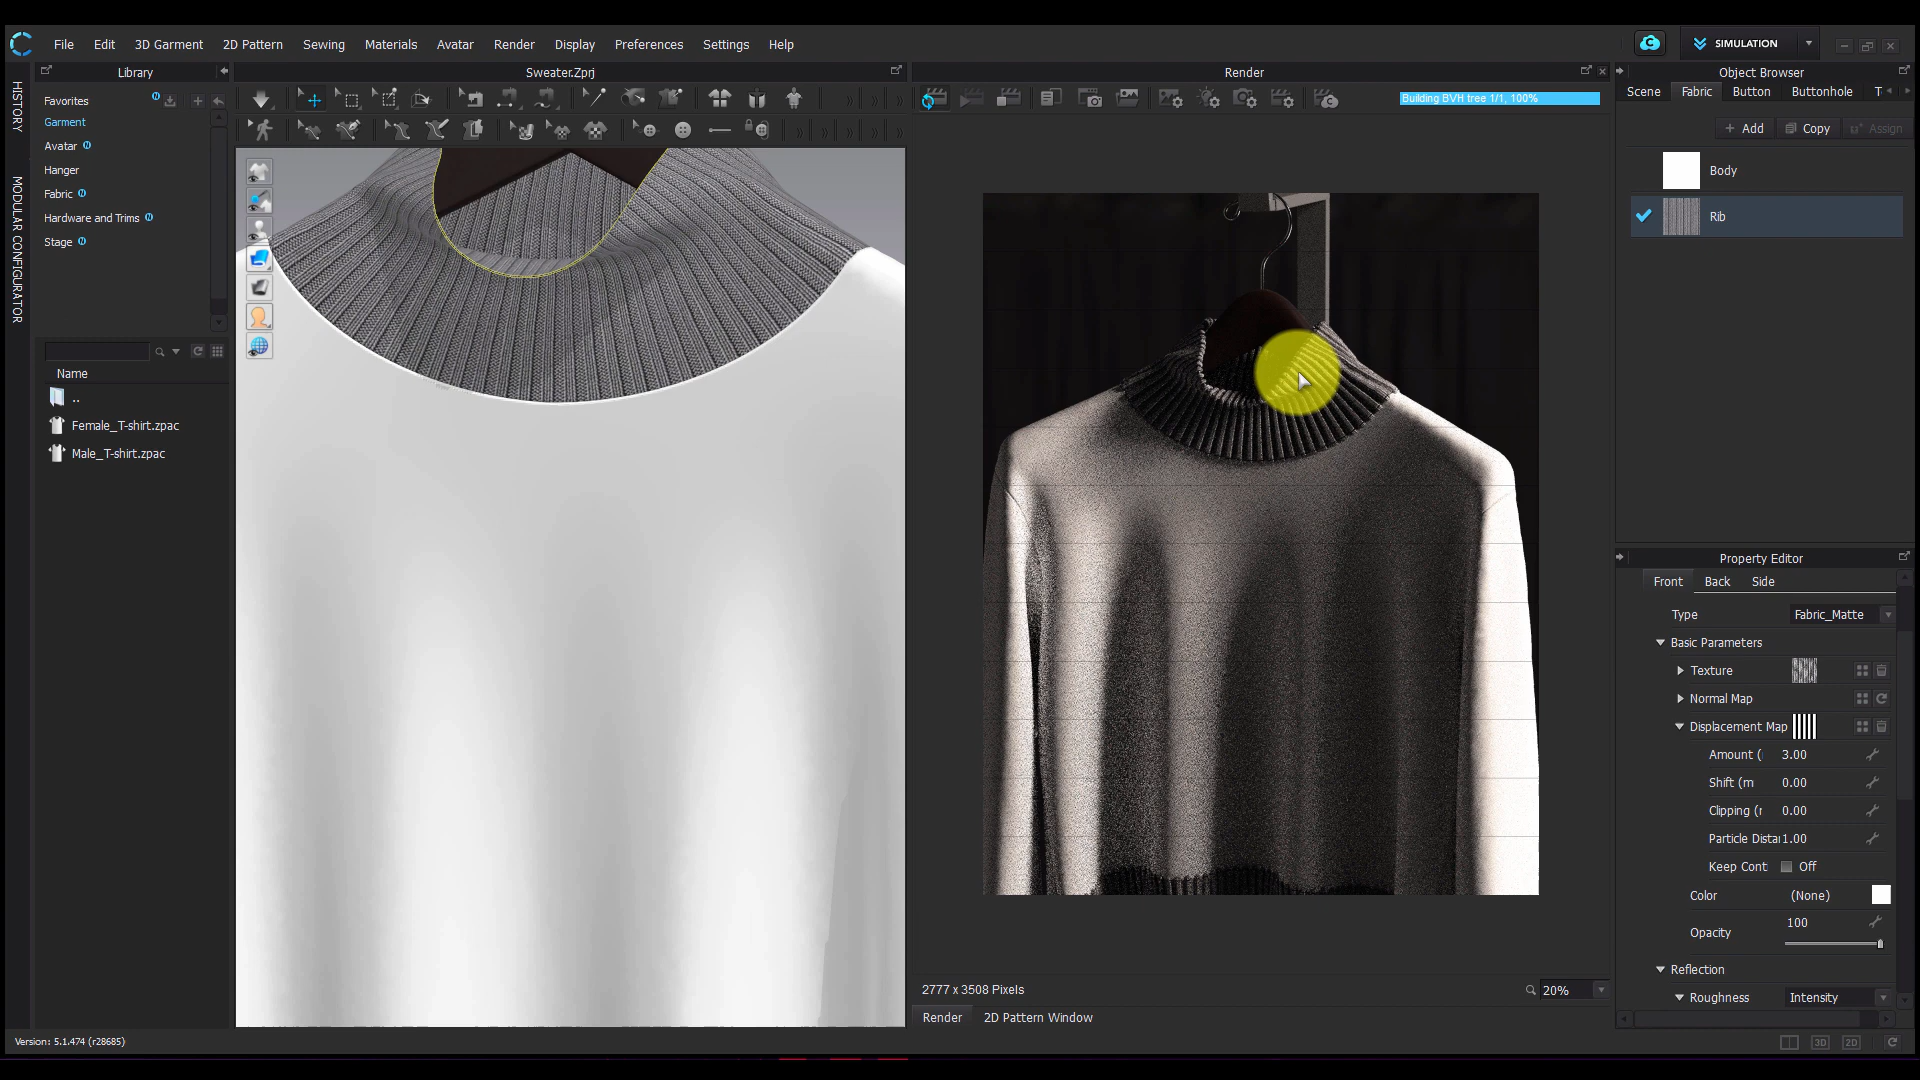 File Edit 3D Garment 2D Pattern Sewing Materials Avatar Render Display Preferences Settings Help
SIMULATION
Library
Sweater.Zprj
Render
Object Browser
HISTORY
MODULAR CONFIGURATOR
Favorites
Garment
Avatar
Hanger
Fabric
Hardware and Trims
Stage
Name
..
Female_T-shirt.zpac
Male_T-shirt.zpac
Building BVH tree 1/1, 100%
2777 x 3508 Pixels
20%
Render 2D Pattern Window
Scene Fabric Button Buttonhole T
Add Copy Assign
Body
Rib
Property Editor
Front Back Side
Type Fabric_Matte
Basic Parameters
Texture
Normal Map
Displacement Map
Amount ( 3.00
Shift (m 0.00
Clipping (r 0.00
Particle Dista 1.00
Keep Cont Off
Color (None)
Opacity 100
Reflection
Roughness Intensity
Version: 5.1.474 (r28685)
3D 2D